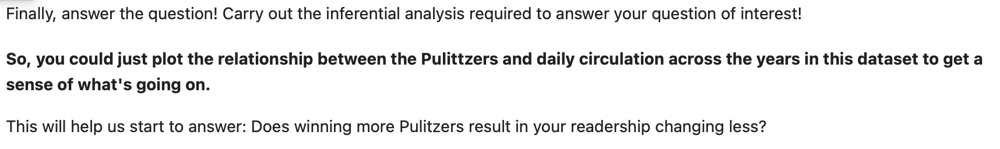 Finally, answer the question! Carry out the inferential analysis required to answer your question of interest!
So, you could just plot the relationship between the Pulittzers and daily circulation across the years in this dataset to get a
sense of what's going on.
This will help us start to answer: Does winning more Pulitzers result in your readership changing less?